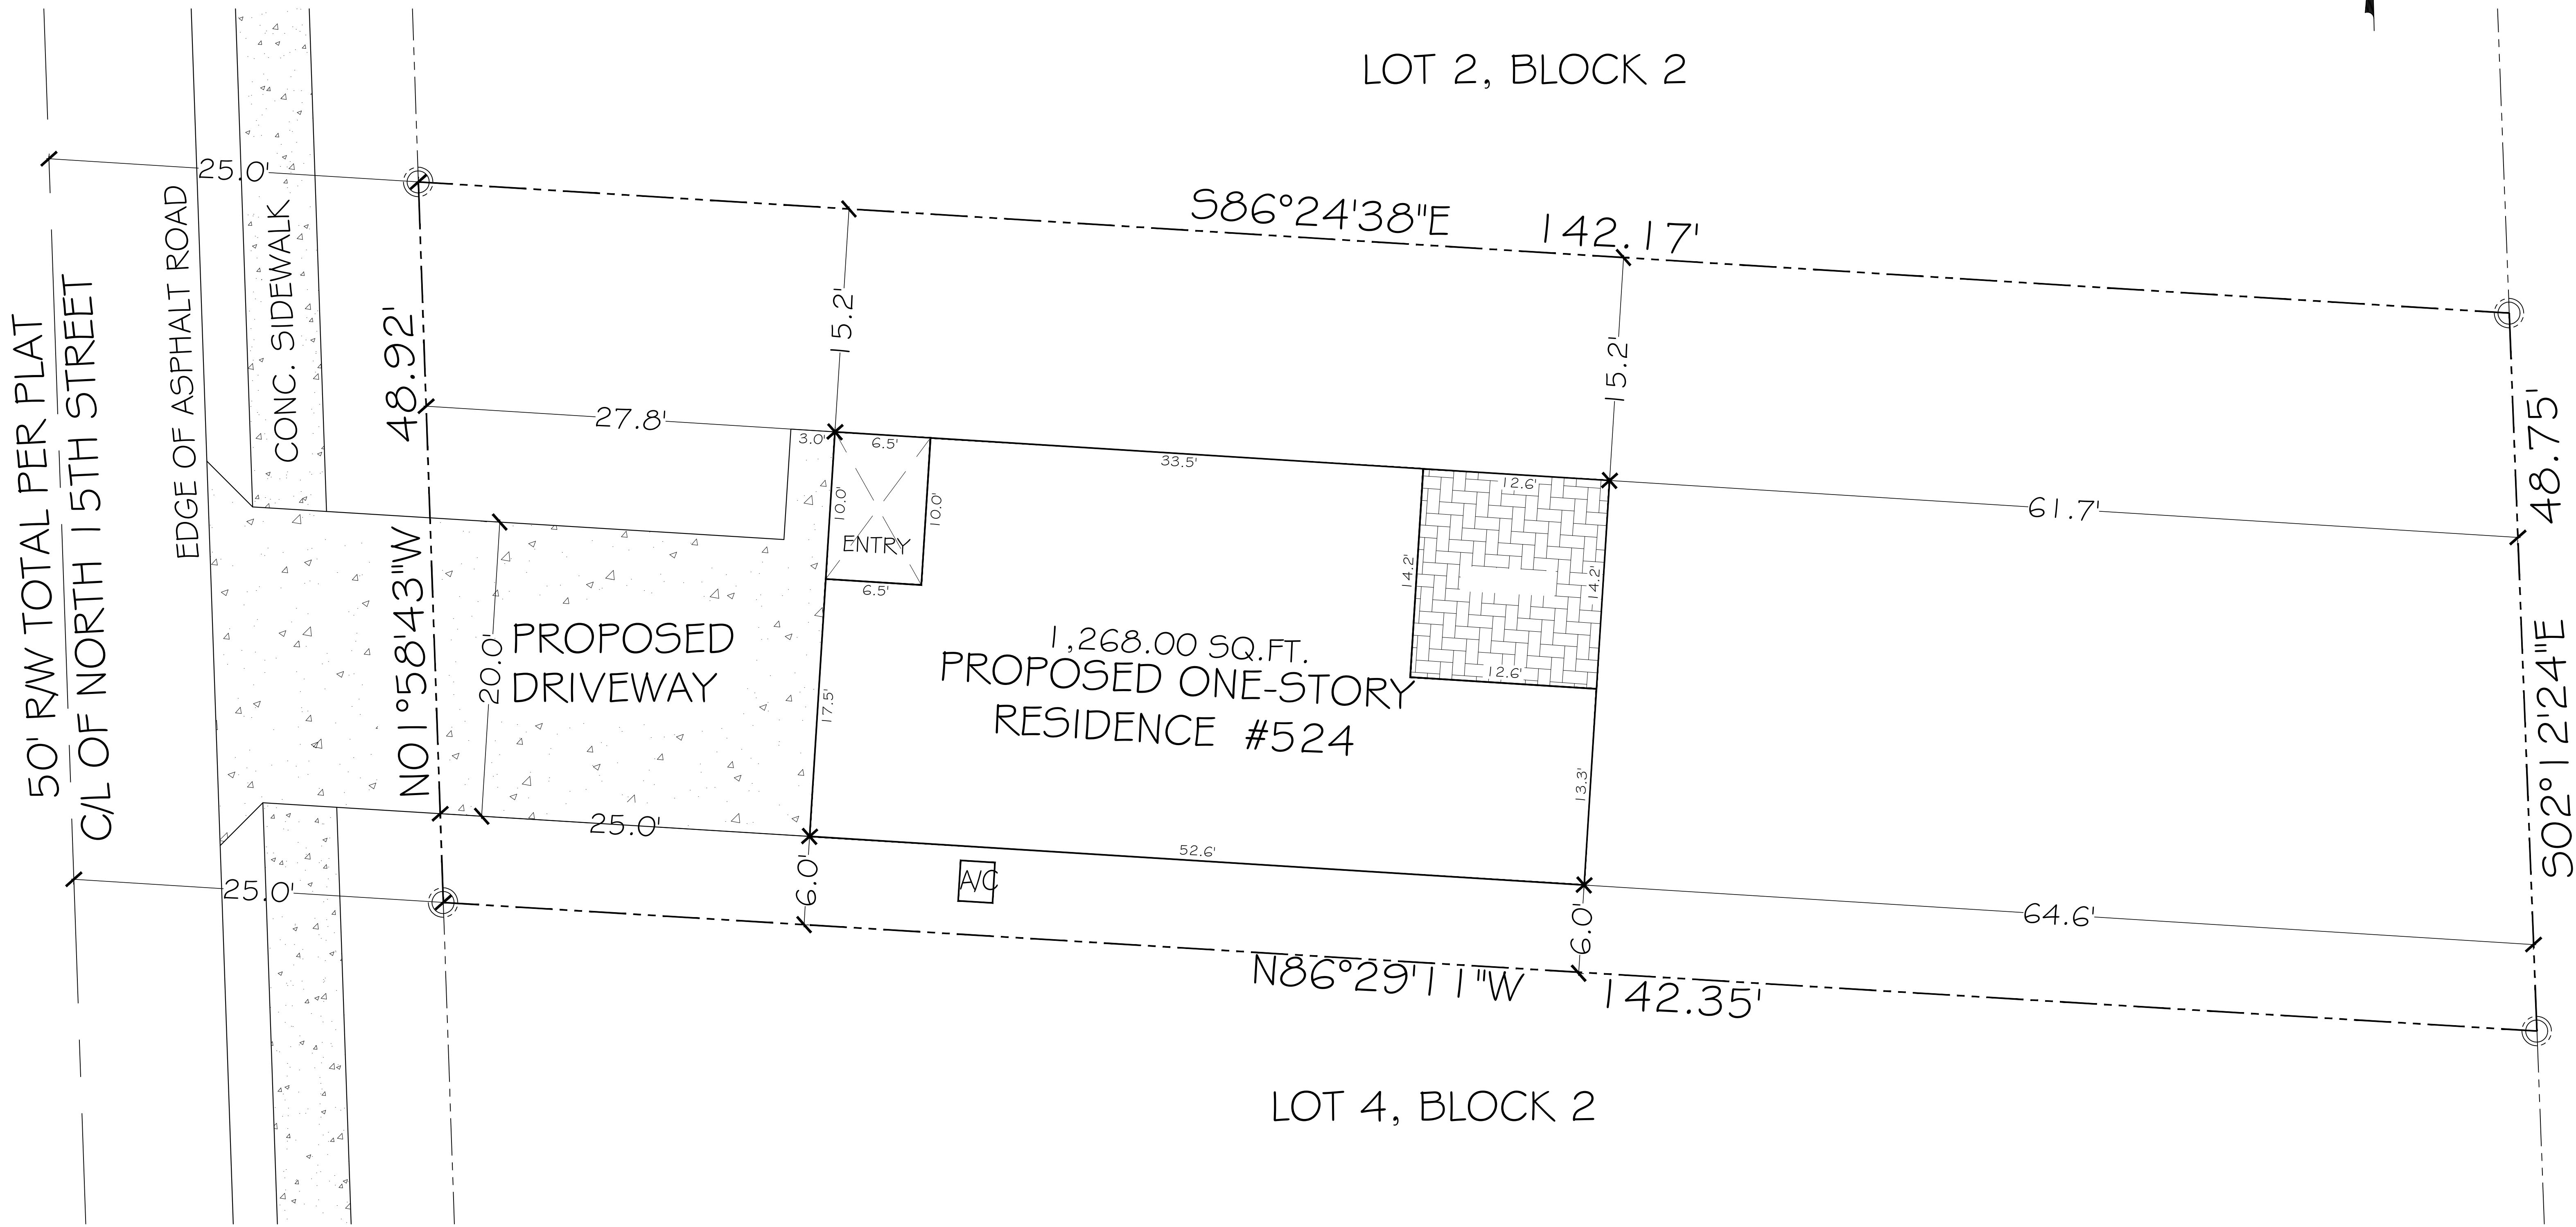 LOT 2, BLOCK 2
25.0'
S86°24'38"E 142.17'
50' R/W TOTAL PER PLAT
C/L OF NORTH 15TH STREET
EDGE OF ASPHALT ROAD
CONC. SIDEWALK
48.92'
N01°58'43"W
15.2'
15.2'
27.8'
3.0'
6.5'
33.5'
12.6'
61.7'
48.75'
S02°12'24"E
10.0'
10.0'
ENTRY
6.5'
14.2'
14.2'
12.6'
20.0'
PROPOSED
DRIVEWAY
17.5'
1,268.00 SQ.FT.
PROPOSED ONE-STORY
RESIDENCE #524
13.3'
25.0'
52.6'
6.0'
A/C
25.0'
6.0'
64.6'
N86°29'11"W 142.35'
LOT 4, BLOCK 2